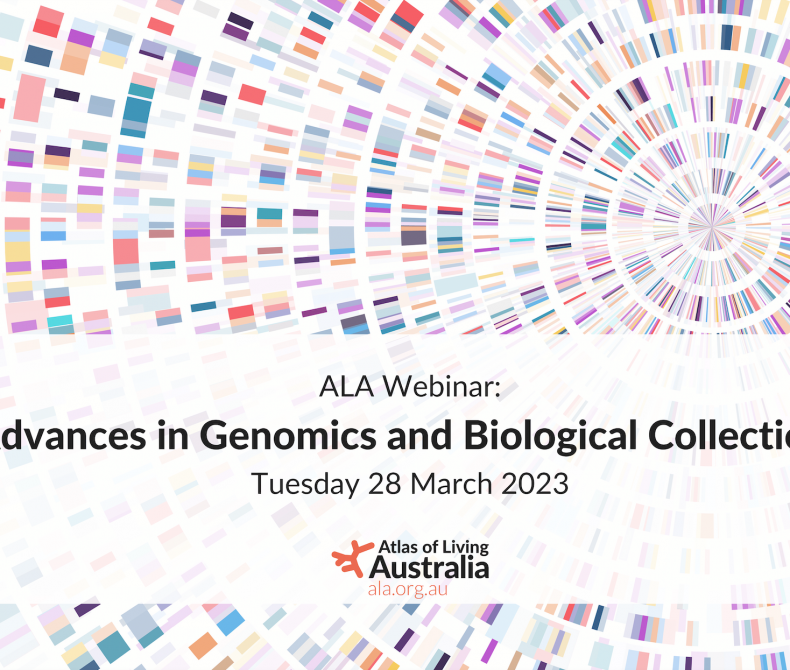 ALA Webinar:
dvances in Genomics and Biological Collectio
Tuesday 28 March 2023
Atlas of Living
Australia
ala.org.au